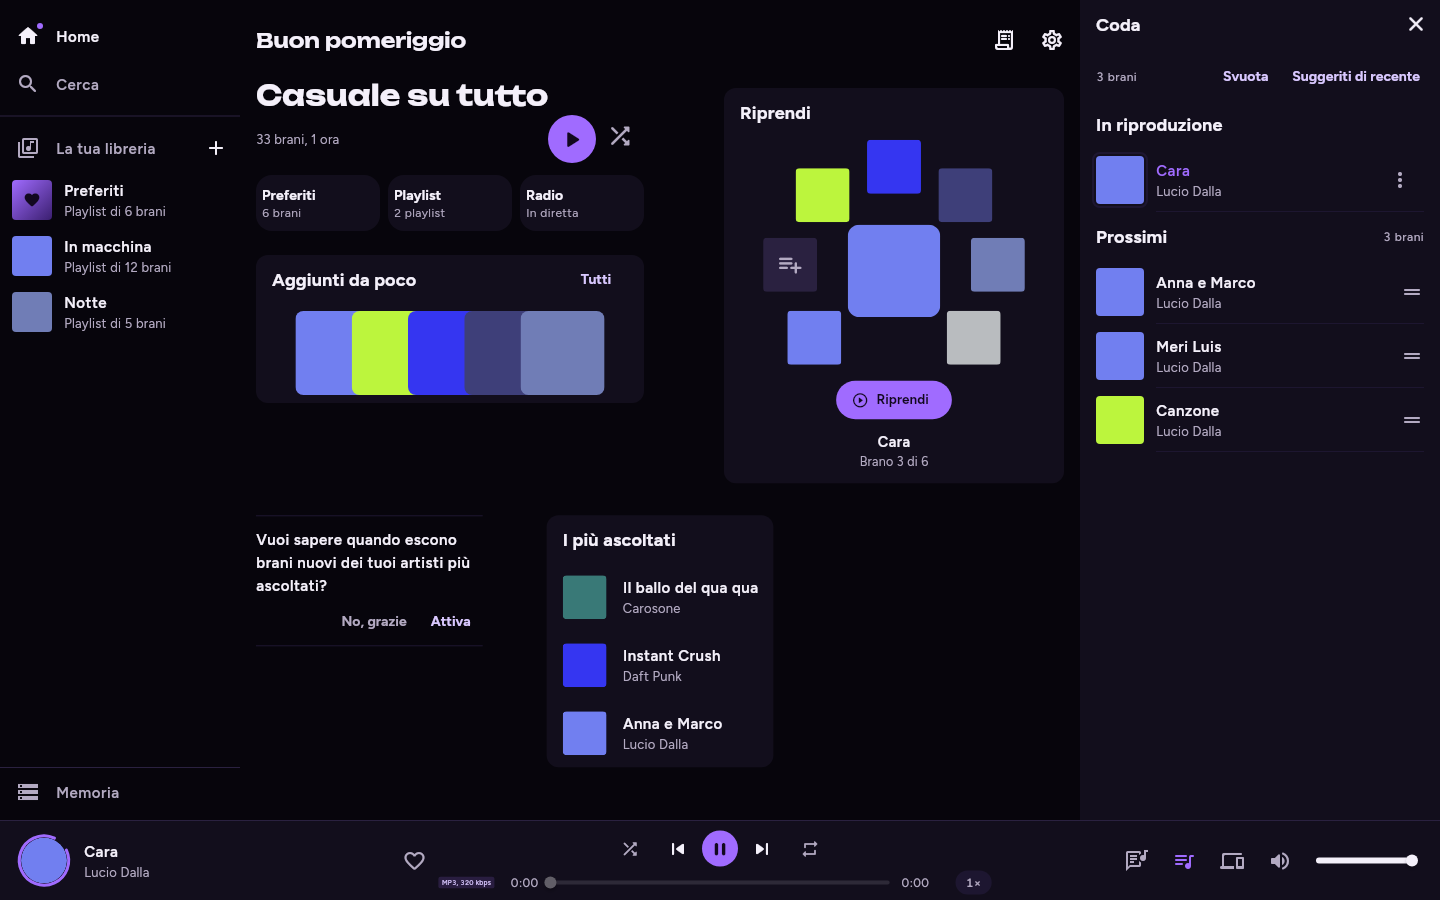 Home
Cerca
La tua libreria
Preferiti
Playlist di 6 brani
In macchina
Playlist di 12 brani
Notte
Playlist di 5 brani
Memoria
Buon pomeriggio
Casuale su tutto
33 brani, 1 ora
Preferiti
6 brani
Playlist
2 playlist
Radio
In diretta
Aggiunti da poco
Tutti
Riprendi
Riprendi
Cara
Brano 3 di 6
Vuoi sapere quando escono
brani nuovi dei tuoi artisti più
ascoltati?
No, grazie
Attiva
I più ascoltati
Il ballo del qua qua
Carosone
Instant Crush
Daft Punk
Anna e Marco
Lucio Dalla
Coda
3 brani
Svuota
Suggeriti di recente
In riproduzione
Cara
Lucio Dalla
Prossimi
3 brani
Anna e Marco
Lucio Dalla
Meri Luis
Lucio Dalla
Canzone
Lucio Dalla
Cara
Lucio Dalla
MP3, 320 kbps
0:00
0:00
1×